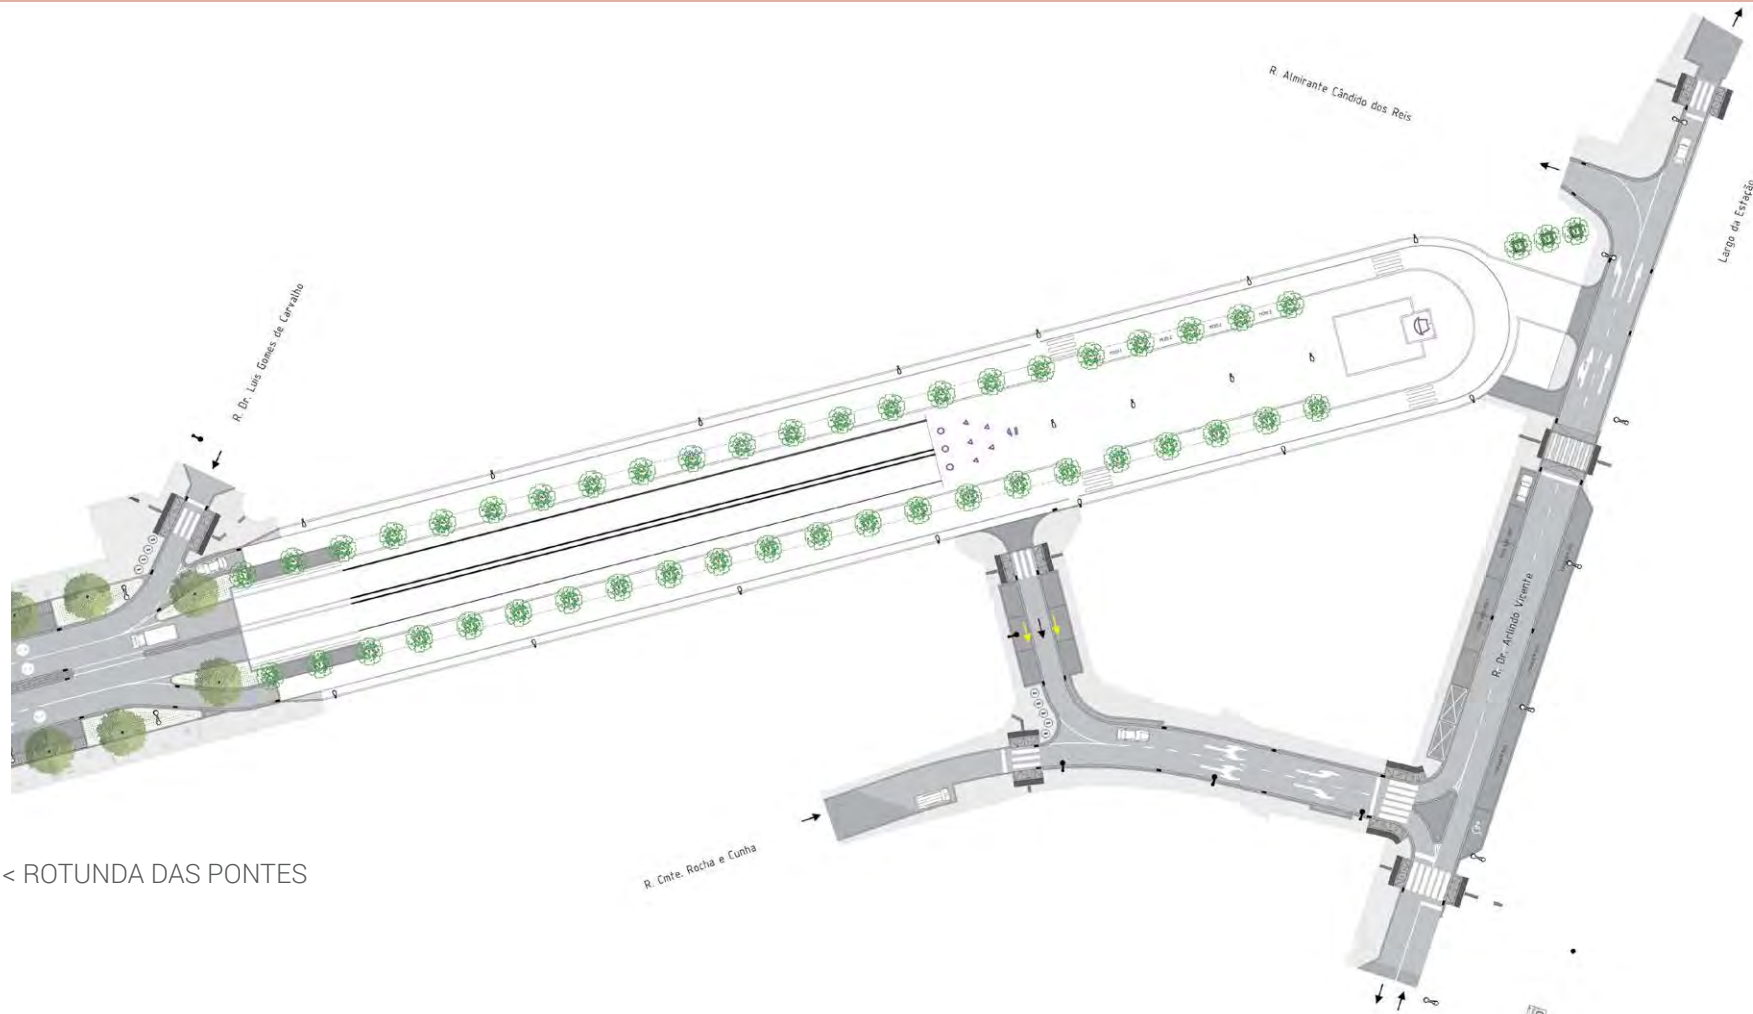 R. Almirante Cândido dos Reis
Largo da Estação
R. Dr. Luis Gomes de Carvalho
R. Dr. Arlindo Vicente
R. Cmte. Rocha e Cunha
< ROTUNDA DAS PONTES